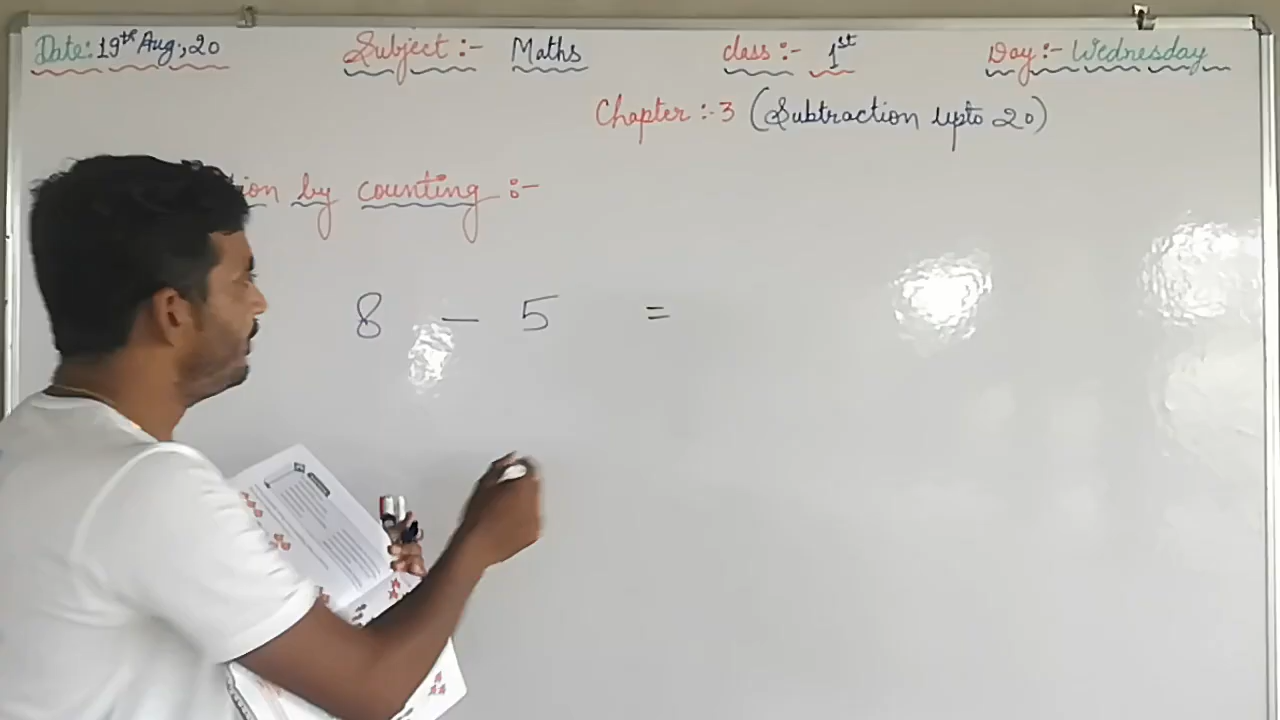 Date: 19th Aug, 20 Subject :- Maths class :- 1st Day :- Wednesday
Chapter :- 3 (Subtraction upto 20)
by counting :-
8 - 5 =